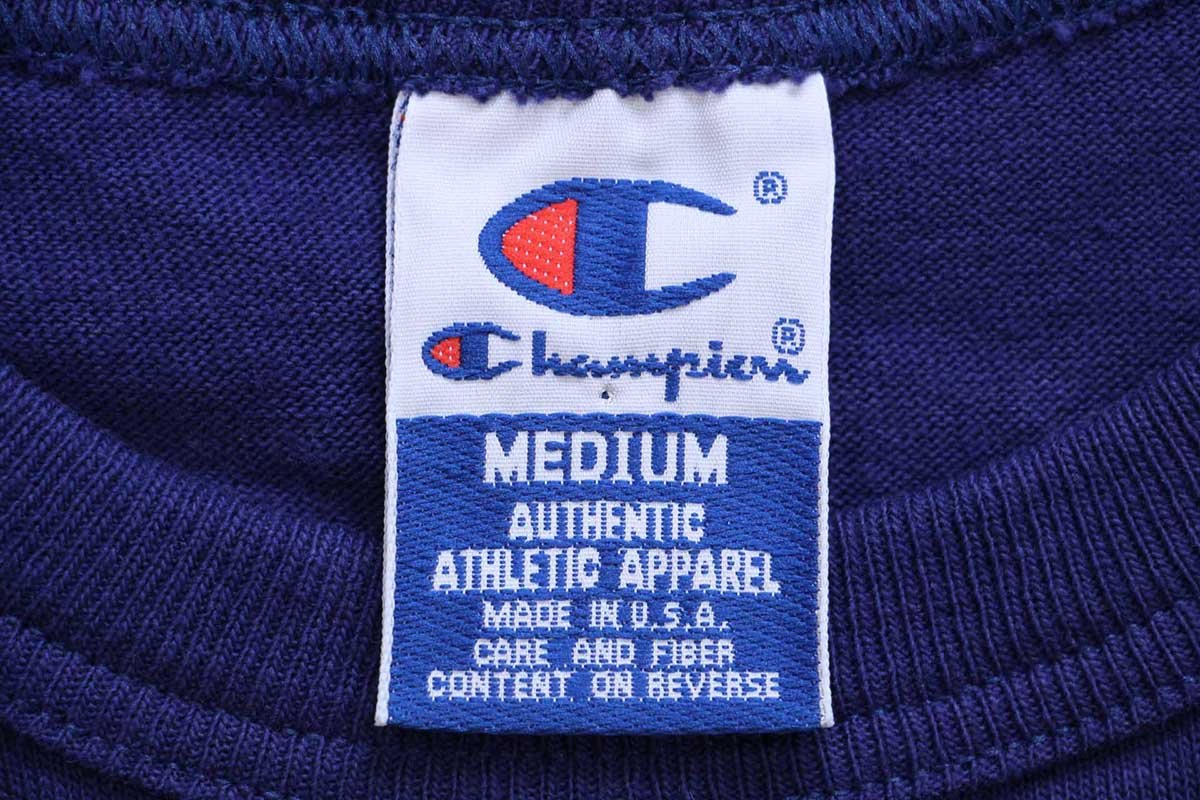 ®
Champion®
MEDIUM
AUTHENTIC
ATHLETIC APPAREL
MADE IN U.S.A.
CARE AND FIBER
CONTENT ON REVERSE